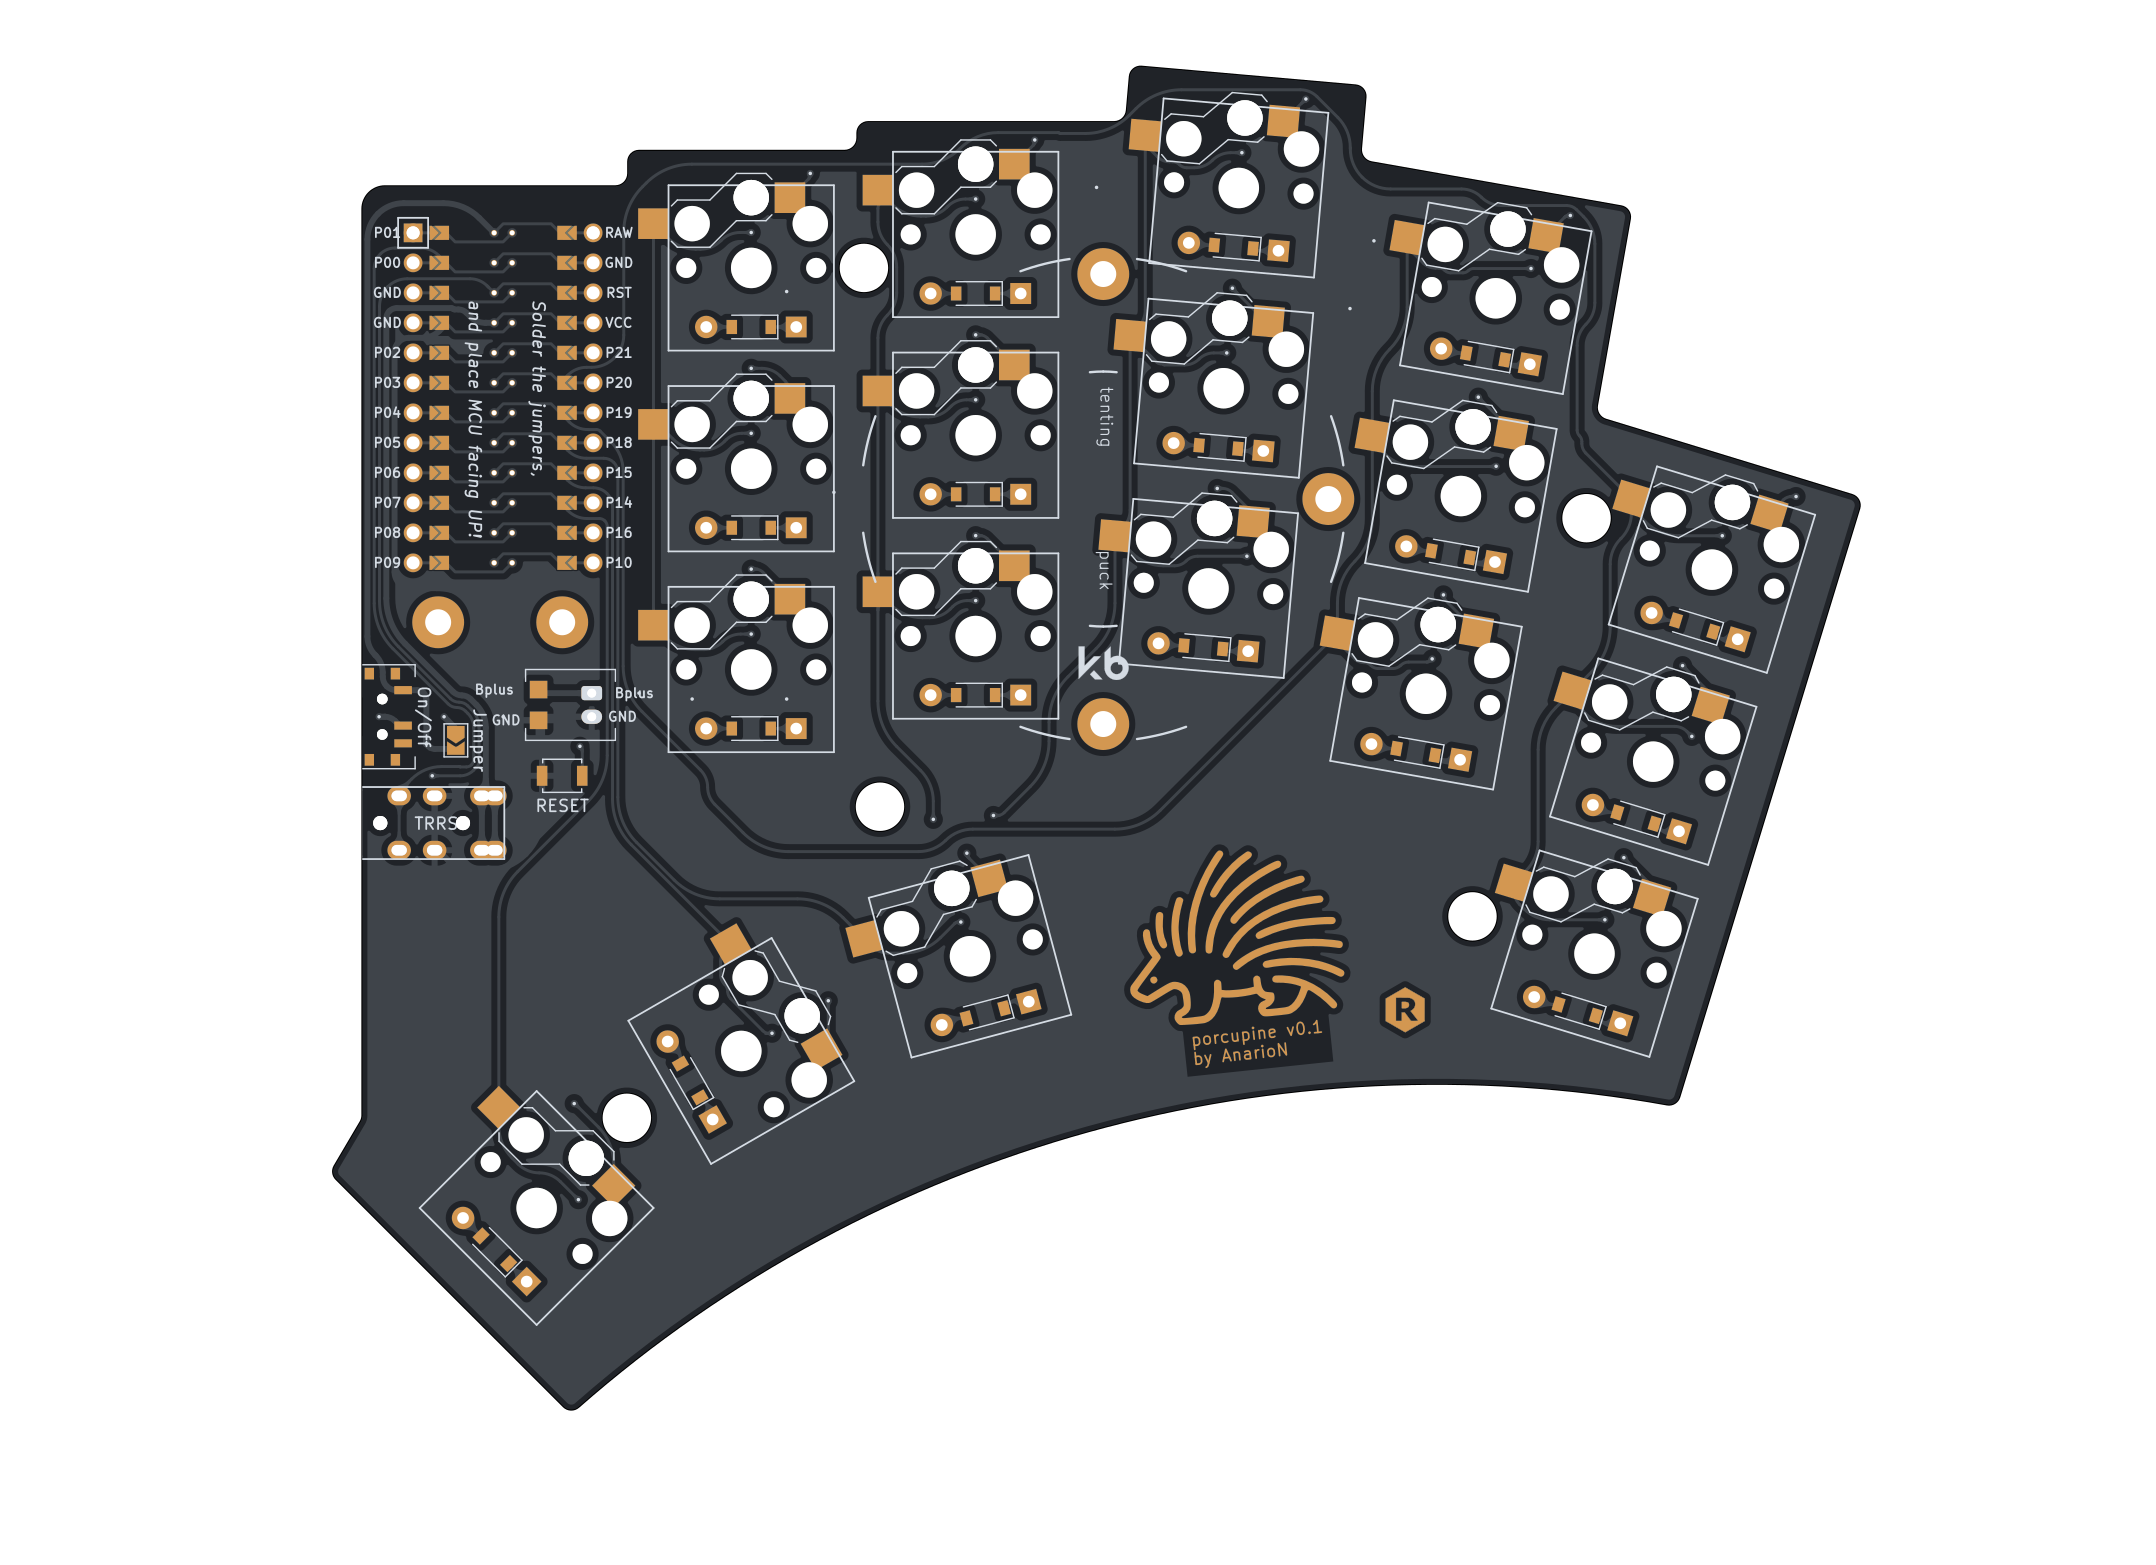 P01
P00
GND
GND
P02
P03
P04
P05
P06
P07
P08
P09
RAW
GND
RST
VCC
P21
P20
P19
P18
P15
P14
P16
P10
Solder the jumpers,
and place MCU facing UP!
On/Off
Jumper
Bplus
GND
Bplus
GND
RESET
TRRS
tenting
puck
kb
R
porcupine v0.1
by AnarioN